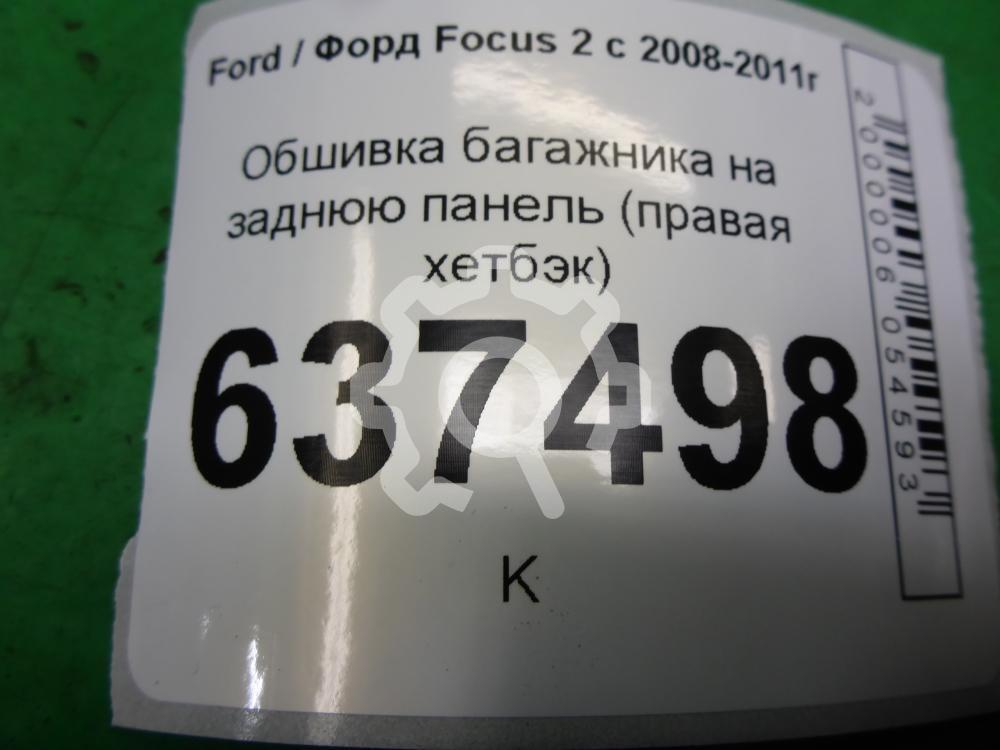 Ford / Форд Focus 2 с 2008-2011г
Обшивка багажника на
заднюю панель (правая
хетбэк)
637498
К
2000006054593